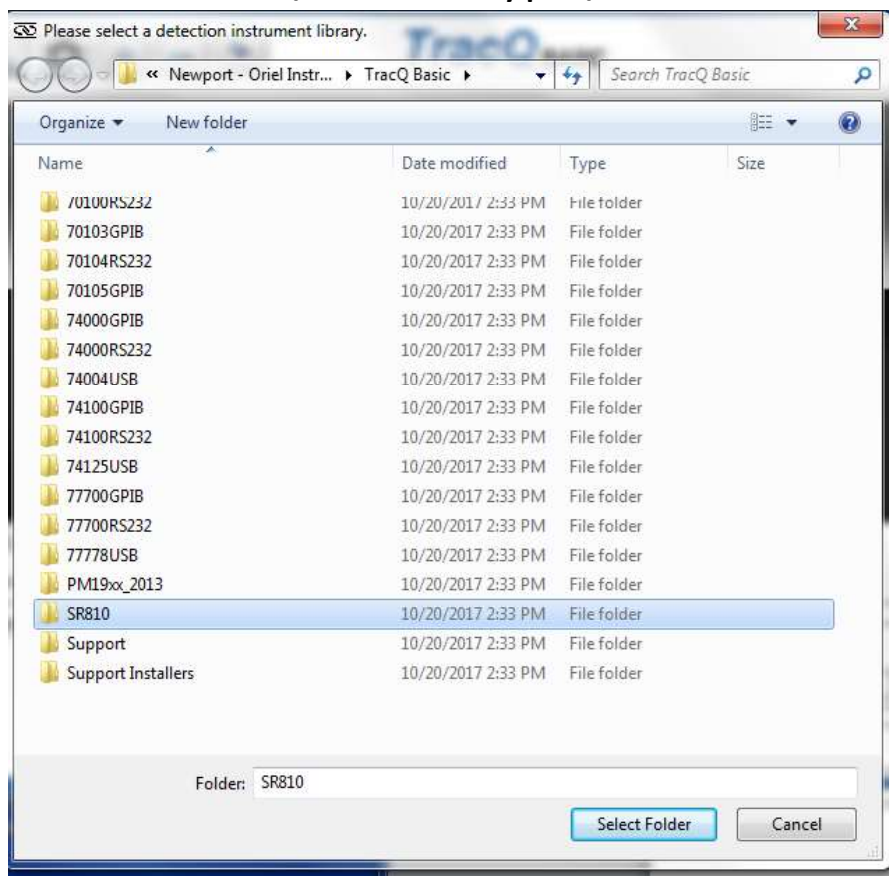 Please select a detection instrument library.
TracQ
« Newport - Oriel Instr... ▸ TracQ Basic ▸ Search TracQ Basic
Organize ▾ New folder
Name Date modified Type Size
70100RS232 10/20/2017 2:33 PM File folder
70103GPIB 10/20/2017 2:33 PM File folder
70104RS232 10/20/2017 2:33 PM File folder
70105GPIB 10/20/2017 2:33 PM File folder
74000GPIB 10/20/2017 2:33 PM File folder
74000RS232 10/20/2017 2:33 PM File folder
74004USB 10/20/2017 2:33 PM File folder
74100GPIB 10/20/2017 2:33 PM File folder
74100RS232 10/20/2017 2:33 PM File folder
74125USB 10/20/2017 2:33 PM File folder
77700GPIB 10/20/2017 2:33 PM File folder
77700RS232 10/20/2017 2:33 PM File folder
77778USB 10/20/2017 2:33 PM File folder
PM19xx_2013 10/20/2017 2:33 PM File folder
SR810 10/20/2017 2:33 PM File folder
Support 10/20/2017 2:33 PM File folder
Support Installers 10/20/2017 2:33 PM File folder
Folder: SR810
Select Folder Cancel